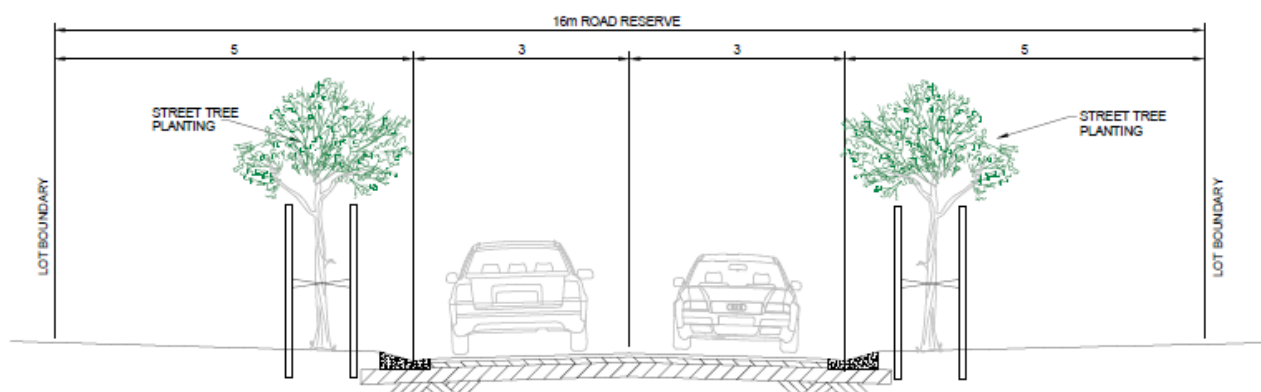 16m ROAD RESERVE
5
3
3
5
STREET TREE
PLANTING
STREET TREE
PLANTING
LOT BOUNDARY
LOT BOUNDARY